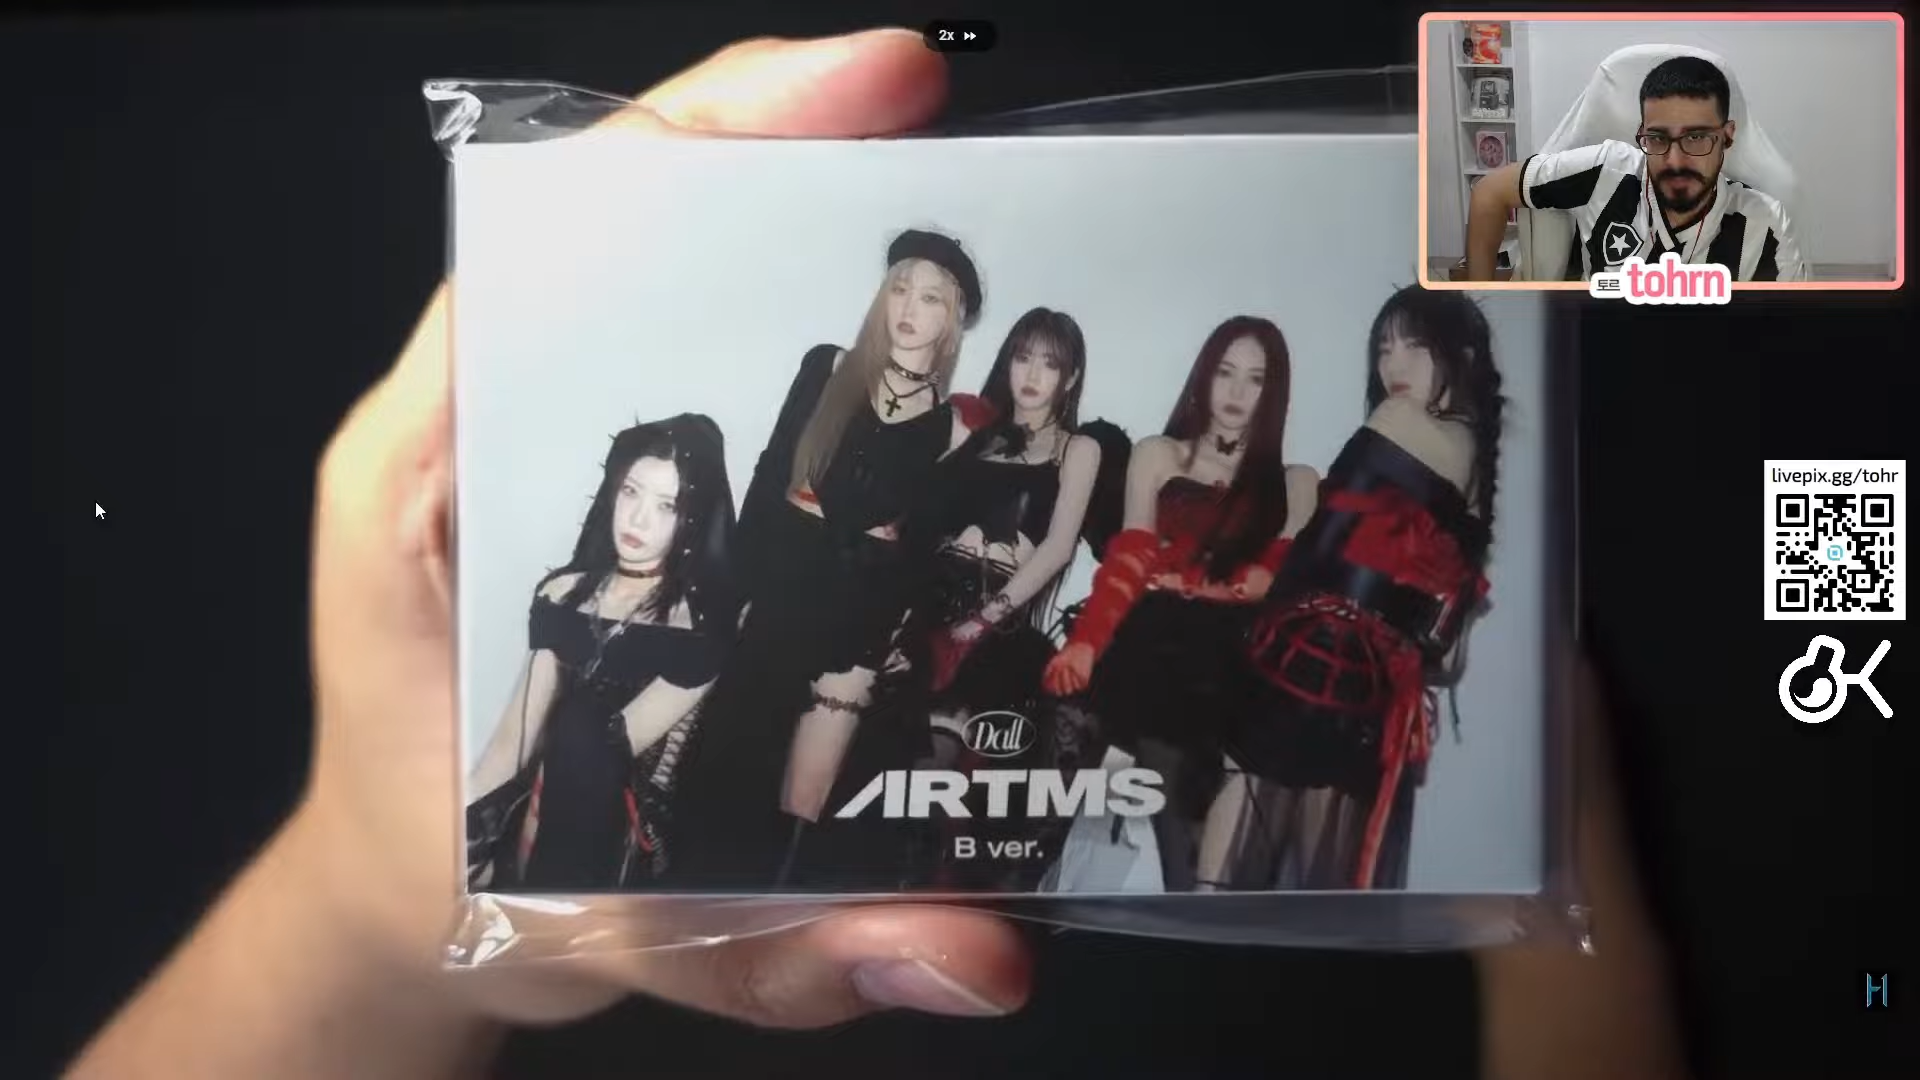 2x
토르 tohrn
livepix.gg/tohr
Dall
ARTMS
B ver.